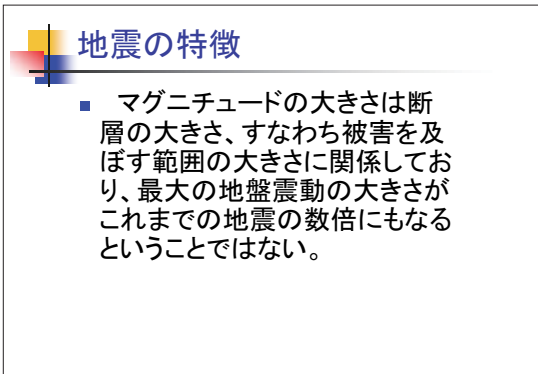 地震の特徴
マグニチュードの大きさは断
層の大きさ、すなわち被害を及
ぼす範囲の大きさに関係してお
り、最大の地盤震動の大きさが
これまでの地震の数倍にもなる
ということではない。